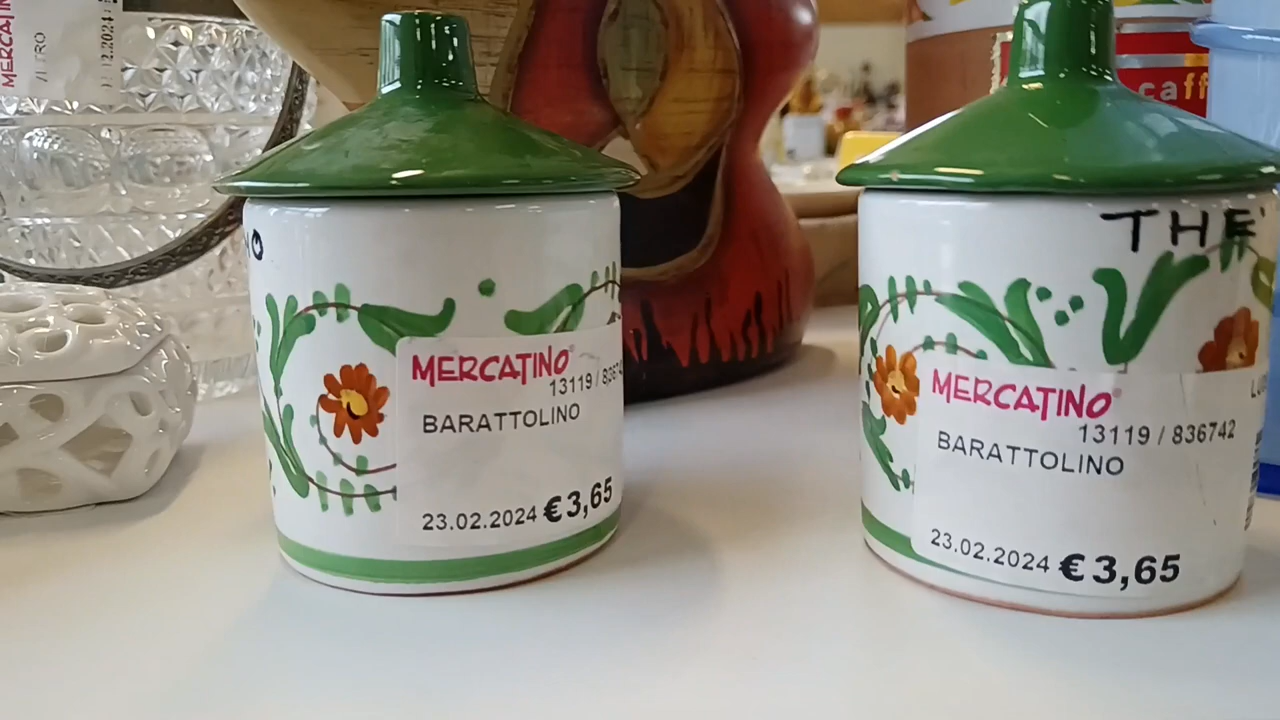 MERCATINO
13119 / 83674
BARATTOLINO
23.02.2024 €3,65
THE'
MERCATINO
13119 / 836742
BARATTOLINO
23.02.2024 €3,65
caff